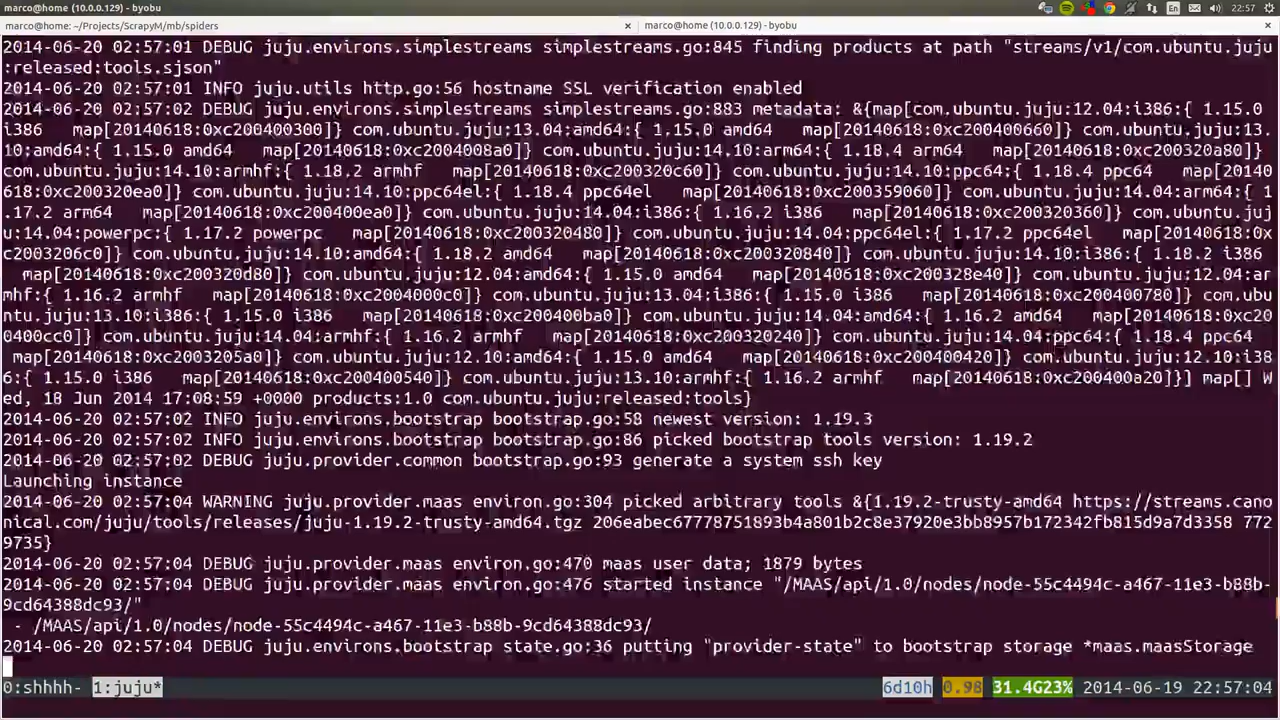 marco@home (10.0.0.129) - byobu
En 22:57
marco@home: ~/Projects/ScrapyM/mb/spiders × marco@home (10.0.0.129) - byobu ×
2014-06-20 02:57:01 DEBUG juju.environs.simplestreams simplestreams.go:845 finding products at path "streams/v1/com.ubuntu.juju
:released:tools.sjson"
2014-06-20 02:57:01 INFO juju.utils http.go:56 hostname SSL verification enabled
2014-06-20 02:57:02 DEBUG juju.environs.simplestreams simplestreams.go:883 metadata: &{map[com.ubuntu.juju:12.04:i386:{ 1.15.0
i386   map[20140618:0xc200400300]} com.ubuntu.juju:13.04:amd64:{ 1.15.0 amd64   map[20140618:0xc200400660]} com.ubuntu.juju:13.
10:amd64:{ 1.15.0 amd64   map[20140618:0xc2004008a0]} com.ubuntu.juju:14.10:arm64:{ 1.18.4 arm64   map[20140618:0xc200320a80]}
com.ubuntu.juju:14.10:armhf:{ 1.18.2 armhf   map[20140618:0xc200320c60]} com.ubuntu.juju:14.10:ppc64:{ 1.18.4 ppc64   map[20140
618:0xc200320ea0]} com.ubuntu.juju:14.10:ppc64el:{ 1.18.4 ppc64el   map[20140618:0xc200359060]} com.ubuntu.juju:14.04:arm64:{ 1
.17.2 arm64   map[20140618:0xc200400ea0]} com.ubuntu.juju:14.04:i386:{ 1.16.2 i386   map[20140618:0xc200320360]} com.ubuntu.juj
u:14.04:powerpc:{ 1.17.2 powerpc   map[20140618:0xc200320480]} com.ubuntu.juju:14.04:ppc64el:{ 1.17.2 ppc64el   map[20140618:0x
c2003206c0]} com.ubuntu.juju:14.10:amd64:{ 1.18.2 amd64   map[20140618:0xc200320840]} com.ubuntu.juju:14.10:i386:{ 1.18.2 i386
  map[20140618:0xc200320d80]} com.ubuntu.juju:12.04:amd64:{ 1.15.0 amd64   map[20140618:0xc200328e40]} com.ubuntu.juju:12.04:ar
mhf:{ 1.16.2 armhf   map[20140618:0xc2004000c0]} com.ubuntu.juju:13.04:i386:{ 1.15.0 i386   map[20140618:0xc200400780]} com.ubu
ntu.juju:13.10:i386:{ 1.15.0 i386   map[20140618:0xc200400ba0]} com.ubuntu.juju:14.04:amd64:{ 1.16.2 amd64   map[20140618:0xc20
0400cc0]} com.ubuntu.juju:14.04:armhf:{ 1.16.2 armhf   map[20140618:0xc200320240]} com.ubuntu.juju:14.04:ppc64:{ 1.18.4 ppc64
 map[20140618:0xc2003205a0]} com.ubuntu.juju:12.10:amd64:{ 1.15.0 amd64   map[20140618:0xc200400420]} com.ubuntu.juju:12.10:i38
6:{ 1.15.0 i386   map[20140618:0xc200400540]} com.ubuntu.juju:13.10:armhf:{ 1.16.2 armhf   map[20140618:0xc200400a20]}] map[] W
ed, 18 Jun 2014 17:08:59 +0000 products:1.0 com.ubuntu.juju:released:tools}
2014-06-20 02:57:02 INFO juju.environs.bootstrap bootstrap.go:58 newest version: 1.19.3
2014-06-20 02:57:02 INFO juju.environs.bootstrap bootstrap.go:86 picked bootstrap tools version: 1.19.2
2014-06-20 02:57:02 DEBUG juju.provider.common bootstrap.go:93 generate a system ssh key
Launching instance
2014-06-20 02:57:04 WARNING juju.provider.maas environ.go:304 picked arbitrary tools &{1.19.2-trusty-amd64 https://streams.cano
nical.com/juju/tools/releases/juju-1.19.2-trusty-amd64.tgz 206eabec67778751893b4a801b2c8e37920e3bb8957b172342fb815d9a7d3358 772
9735}
2014-06-20 02:57:04 DEBUG juju.provider.maas environ.go:470 maas user data; 1879 bytes
2014-06-20 02:57:04 DEBUG juju.provider.maas environ.go:476 started instance "/MAAS/api/1.0/nodes/node-55c4494c-a467-11e3-b88b-
9cd64388dc93/"
 - /MAAS/api/1.0/nodes/node-55c4494c-a467-11e3-b88b-9cd64388dc93/
2014-06-20 02:57:04 DEBUG juju.environs.bootstrap state.go:36 putting "provider-state" to bootstrap storage *maas.maasStorage
0:shhhh- 1:juju* 6d10h 0.98 31.4G23% 2014-06-19 22:57:04